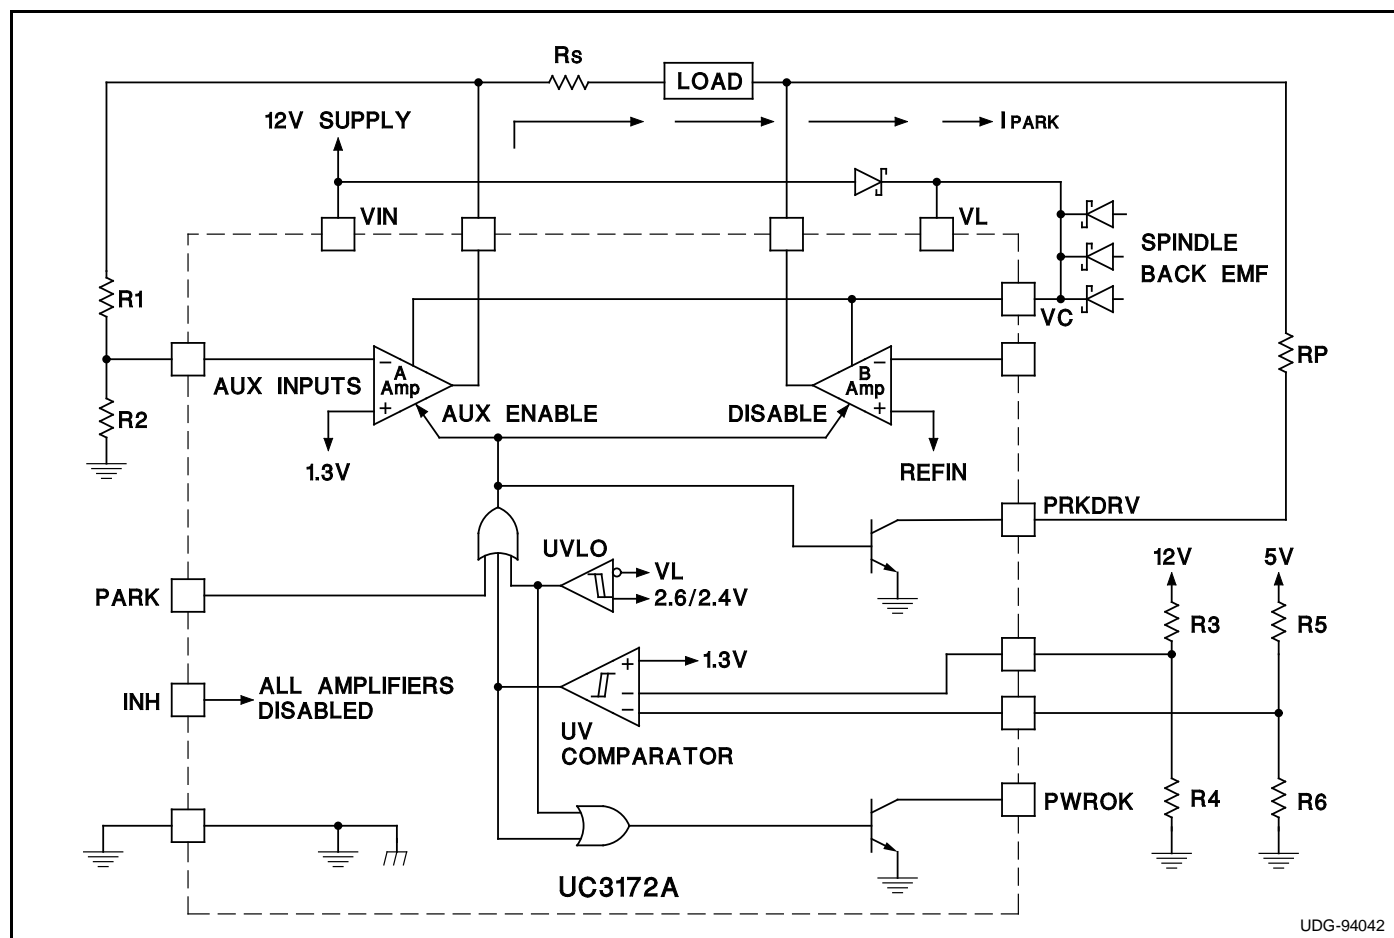 Rs
LOAD
12V SUPPLY
IPARK
VIN
VL
SPINDLE
BACK EMF
R1
VC
RP
AUX INPUTS
−
A
Amp
+
AUX ENABLE
DISABLE
B
Amp
−
+
R2
1.3V
REFIN
PRKDRV
UVLO
VL
2.6/2.4V
12V
5V
PARK
R3
R5
+
1.3V
−
−
INH
ALL AMPLIFIERS
DISABLED
UV
COMPARATOR
PWROK
R4
R6
UC3172A
UDG-94042